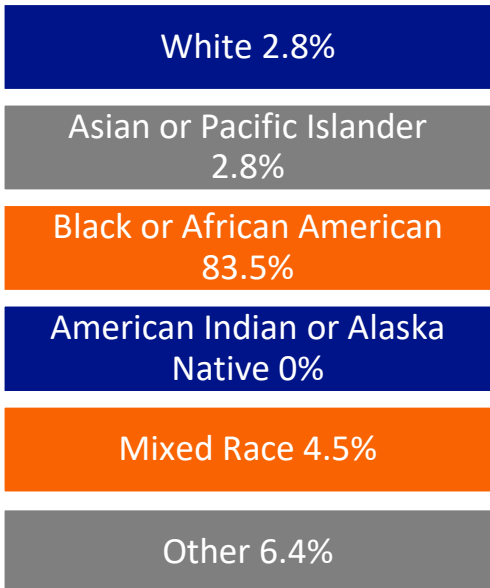 White 2.8%
Asian or Pacific Islander
2.8%
Black or African American
83.5%
American Indian or Alaska
Native 0%
Mixed Race 4.5%
Other 6.4%